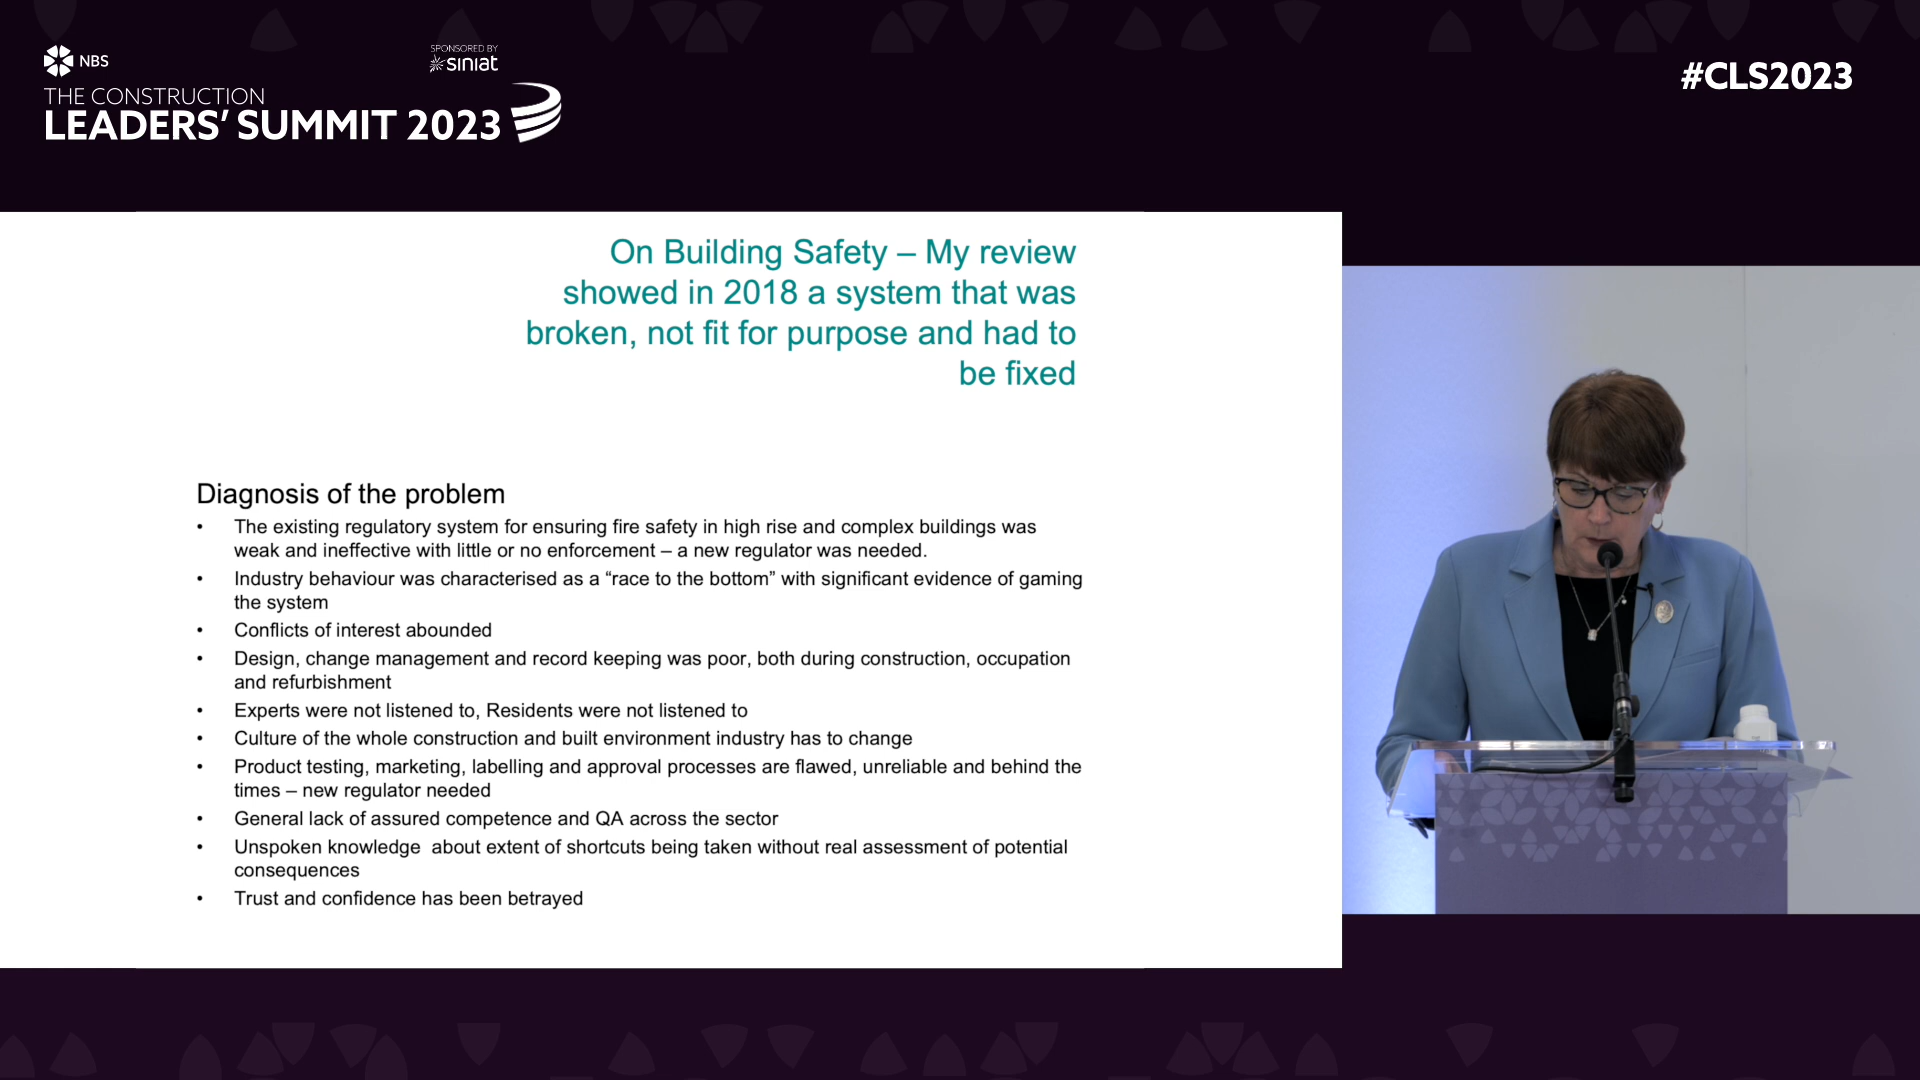 NBS
SPONSORED BY
siniat
THE CONSTRUCTION
LEADERS' SUMMIT 2023
#CLS2023
On Building Safety – My review
showed in 2018 a system that was
broken, not fit for purpose and had to
be fixed
Diagnosis of the problem
• The existing regulatory system for ensuring fire safety in high rise and complex buildings was
weak and ineffective with little or no enforcement – a new regulator was needed.
• Industry behaviour was characterised as a “race to the bottom” with significant evidence of gaming
the system
• Conflicts of interest abounded
• Design, change management and record keeping was poor, both during construction, occupation
and refurbishment
• Experts were not listened to, Residents were not listened to
• Culture of the whole construction and built environment industry has to change
• Product testing, marketing, labelling and approval processes are flawed, unreliable and behind the
times – new regulator needed
• General lack of assured competence and QA across the sector
• Unspoken knowledge  about extent of shortcuts being taken without real assessment of potential
consequences
• Trust and confidence has been betrayed